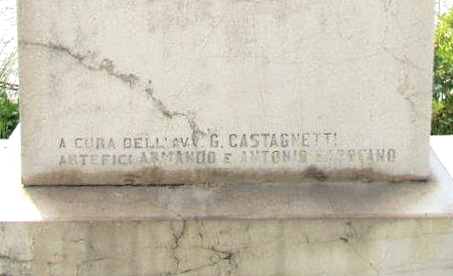 A CURA DELL'AVV. G. CASTAGNETTI
ARTEFICI ARMANDO E ANTONIO